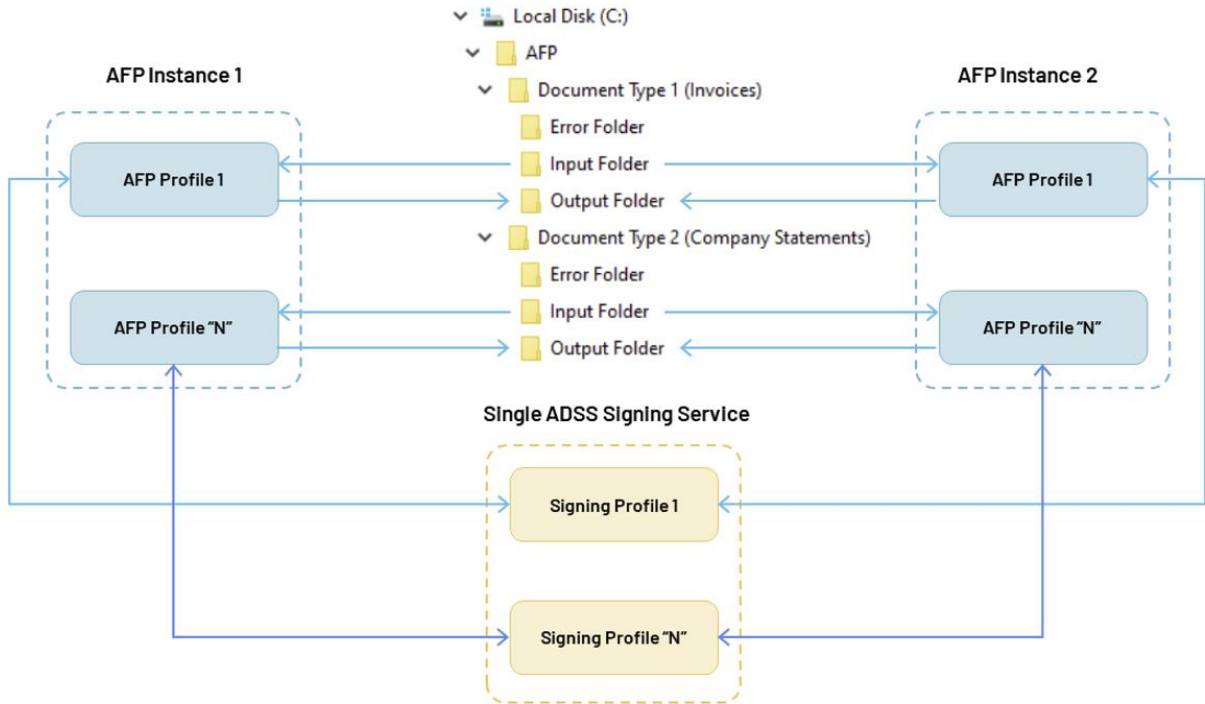 Local Disk (C:)
AFP
AFP Instance 1
AFP Instance 2
Document Type 1 (Invoices)
Error Folder
AFP Profile 1
Input Folder
AFP Profile 1
Output Folder
Document Type 2 (Company Statements)
Error Folder
AFP Profile “N”
Input Folder
AFP Profile “N”
Output Folder
Single ADSS Signing Service
Signing Profile 1
Signing Profile “N”